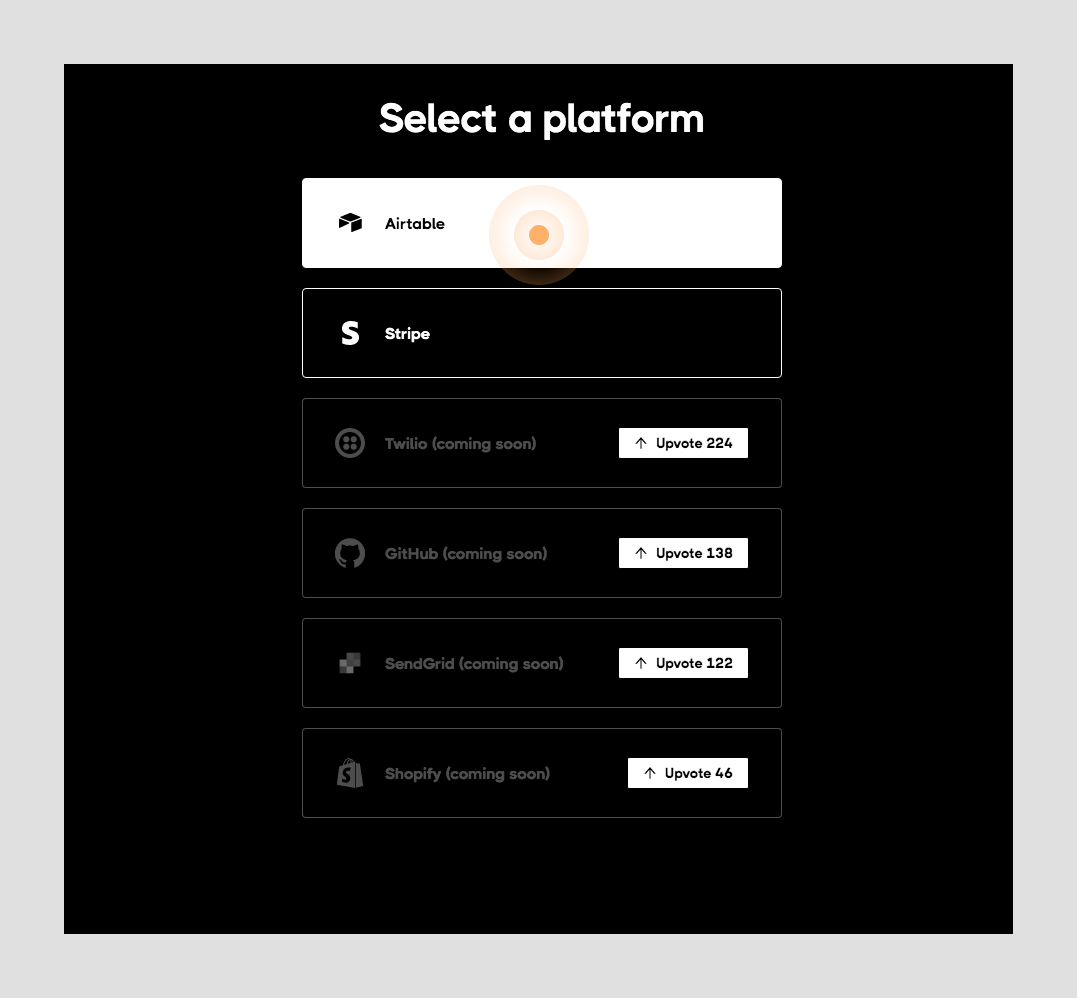 Select a platform
Airtable
Stripe
Twilio (coming soon)
Upvote 224
GitHub (coming soon)
Upvote 138
SendGrid (coming soon)
Upvote 122
Shopify (coming soon)
Upvote 46